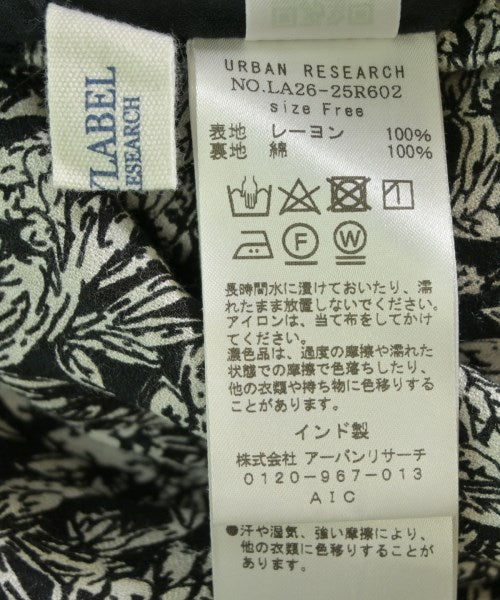 YLABEL
RESEARCH
URBAN RESEARCH
NO.LA26-25R602
size Free
表地 レーヨン 100%
裏地 綿 100%
F W
長時間水に漬けておいたり、濡
れたまま放置しないでください。
アイロンは、当て布をしてかけ
てください。
濃色品は、過度の摩擦や濡れた
状態での摩擦で色落ちしたり、
他の衣類や持ち物に色移りする
ことがあります。
インド製
株式会社 アーバンリサーチ
0120-967-013
AIC
●汗や湿気、強い摩擦により、
他の衣類に色移りすることが
あります。